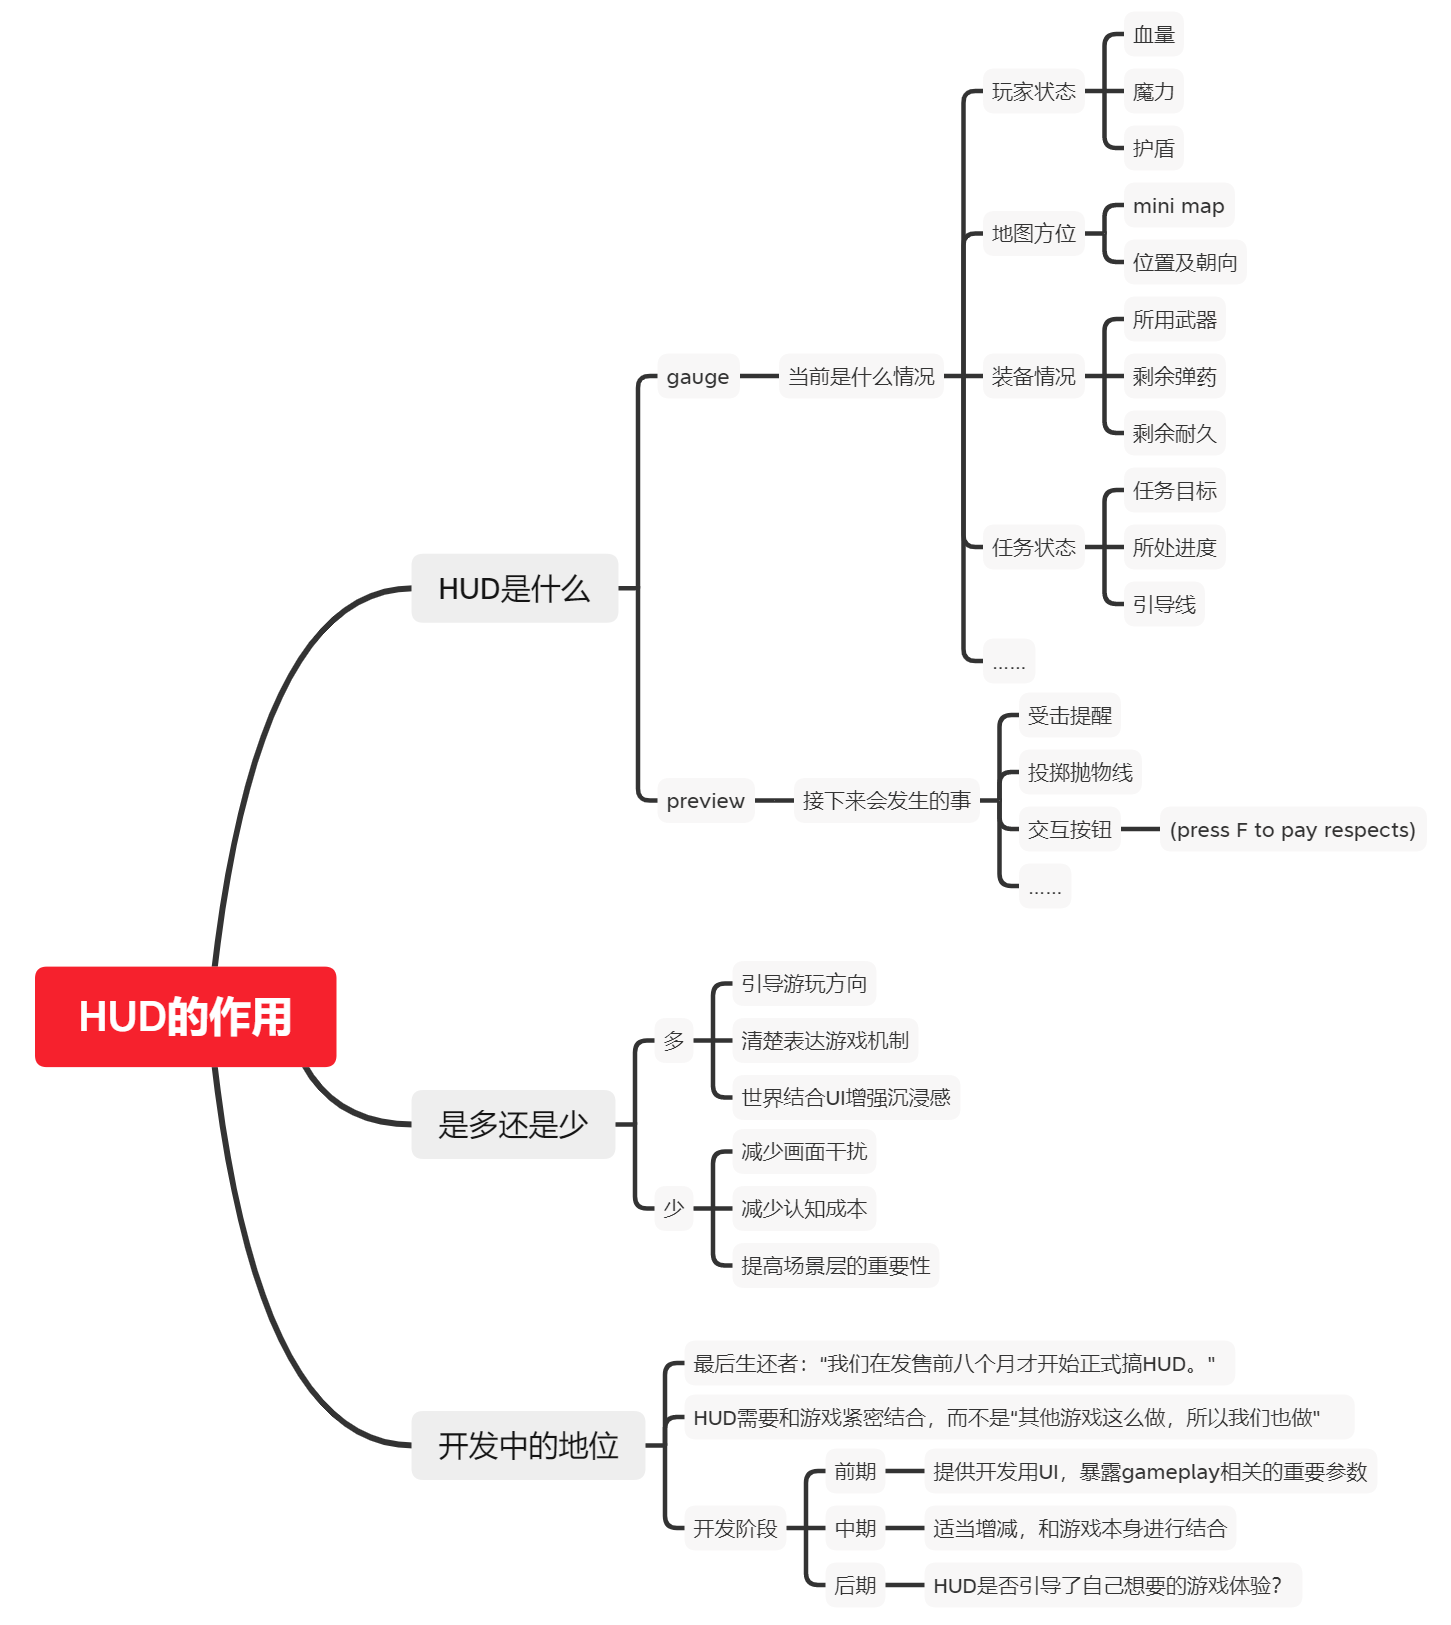 HUD的作用
HUD是什么
gauge
当前是什么情况
玩家状态
血量
魔力
护盾
地图方位
mini map
位置及朝向
装备情况
所用武器
剩余弹药
剩余耐久
任务状态
任务目标
所处进度
引导线
……
preview
接下来会发生的事
受击提醒
投掷抛物线
交互按钮
(press F to pay respects)
……
是多还是少
多
引导游玩方向
清楚表达游戏机制
世界结合UI增强沉浸感
少
减少画面干扰
减少认知成本
提高场景层的重要性
开发中的地位
最后生还者："我们在发售前八个月才开始正式搞HUD。"
HUD需要和游戏紧密结合，而不是"其他游戏这么做，所以我们也做"
开发阶段
前期
提供开发用UI，暴露gameplay相关的重要参数
中期
适当增减，和游戏本身进行结合
后期
HUD是否引导了自己想要的游戏体验？